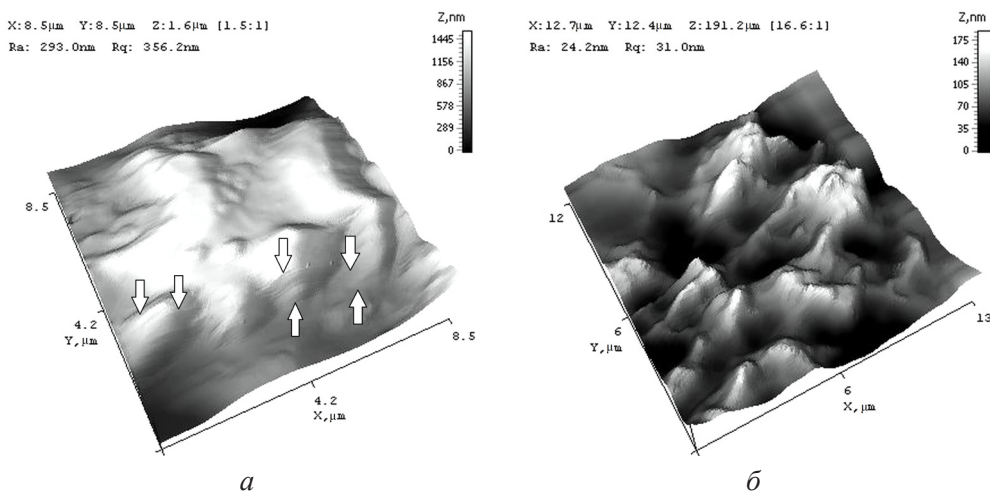 X:8.5µm Y:8.5µm Z:1.6µm [1.5:1]
Ra: 293.0nm Rq: 356.2nm
Z,nm
1445
1156
867
578
289
0
8.5
4.2
Y,µm
4.2
X,µm
8.5
а
X:12.7µm Y:12.4µm Z:191.2µm [16.6:1]
Ra: 24.2nm Rq: 31.0nm
Z,nm
175
140
105
70
35
0
12
6
Y,µm
6
X,µm
13
б